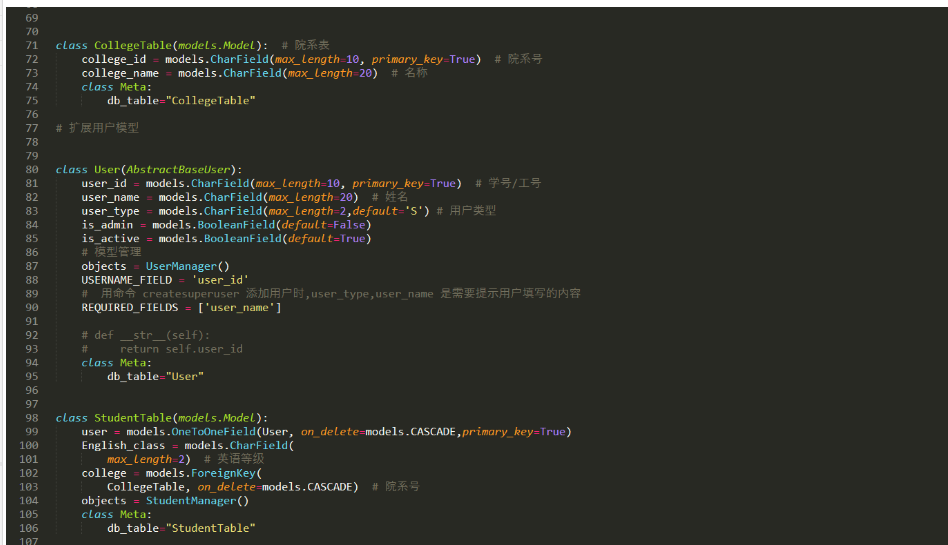 69
70
71 class CollegeTable(models.Model):  # 院系表
72     college_id = models.CharField(max_length=10, primary_key=True)  # 院系号
73     college_name = models.CharField(max_length=20)  # 名称
74     class Meta:
75         db_table="CollegeTable"
76
77 # 扩展用户模型
78
79
80 class User(AbstractBaseUser):
81     user_id = models.CharField(max_length=10, primary_key=True)  # 学号/工号
82     user_name = models.CharField(max_length=20)  # 姓名
83     user_type = models.CharField(max_length=2,default='S') # 用户类型
84     is_admin = models.BooleanField(default=False)
85     is_active = models.BooleanField(default=True)
86     # 模型管理
87     objects = UserManager()
88     USERNAME_FIELD = 'user_id'
89     #  用命令 createsuperuser 添加用户时,user_type,user_name 是需要提示用户填写的内容
90     REQUIRED_FIELDS = ['user_name']
91
92     # def __str__(self):
93     #     return self.user_id
94     class Meta:
95         db_table="User"
96
97
98 class StudentTable(models.Model):
99     user = models.OneToOneField(User, on_delete=models.CASCADE,primary_key=True)
100     English_class = models.CharField(
101         max_length=2)  # 英语等级
102     college = models.ForeignKey(
103         CollegeTable, on_delete=models.CASCADE)  # 院系号
104     objects = StudentManager()
105     class Meta:
106         db_table="StudentTable"
107